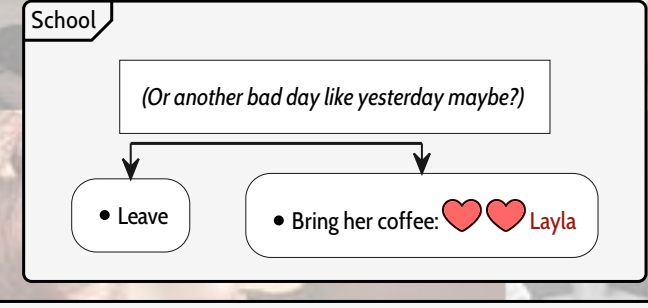 School
(Or another bad day like yesterday maybe?)
• Leave
• Bring her coffee: Layla